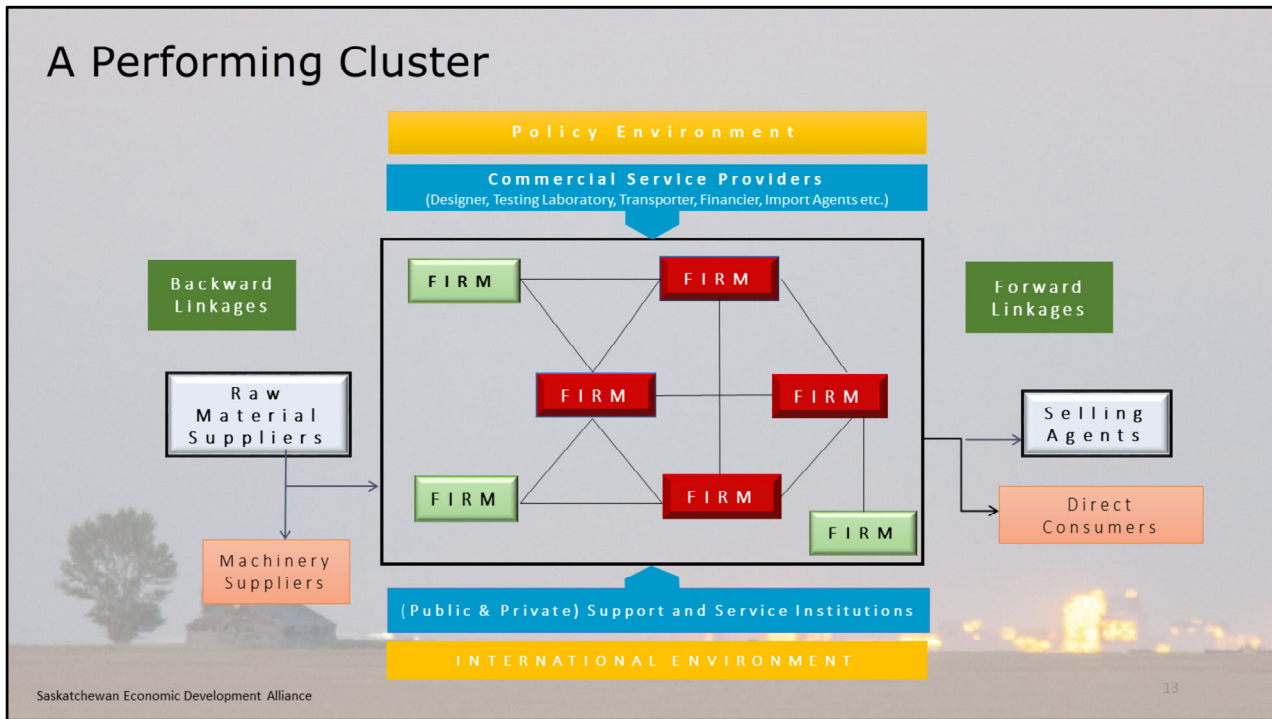 A Performing Cluster
Policy Environment
Commercial Service Providers
(Designer, Testing Laboratory, Transporter, Financier, Import Agents etc.)
Backward
Linkages
FIRM
FIRM
Forward
Linkages
Raw
Material
Suppliers
FIRM
FIRM
Selling
Agents
FIRM
FIRM
FIRM
Direct
Consumers
Machinery
Suppliers
(Public & Private) Support and Service Institutions
INTERNATIONAL ENVIRONMENT
Saskatchewan Economic Development Alliance
13